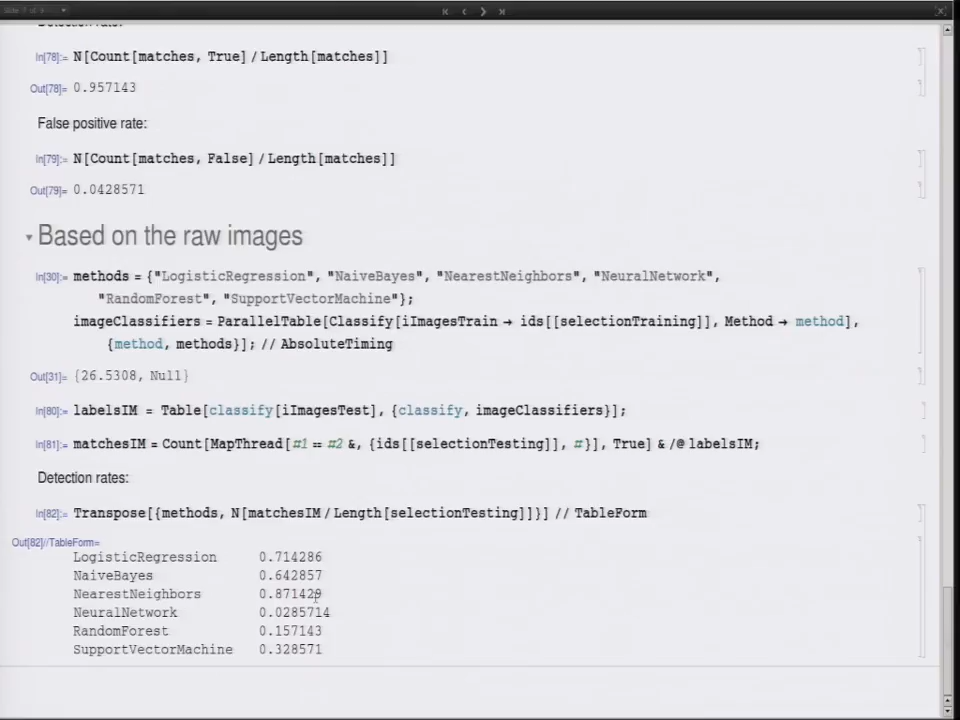 In[78]:= N[Count[matches, True] / Length[matches]]
Out[78]= 0.957143
False positive rate:
In[79]:= N[Count[matches, False] / Length[matches]]
Out[79]= 0.0428571
Based on the raw images
In[30]:= methods = {"LogisticRegression", "NaiveBayes", "NearestNeighbors", "NeuralNetwork",
"RandomForest", "SupportVectorMachine"};
imageClassifiers = ParallelTable[Classify[iImagesTrain → ids[[selectionTraining]], Method → method],
{method, methods}]; // AbsoluteTiming
Out[31]= {26.5308, Null}
In[80]:= labelsIM = Table[classify[iImagesTest], {classify, imageClassifiers}];
In[81]:= matchesIM = Count[MapThread[#1 == #2 &, {ids[[selectionTesting]], #}], True] & /@ labelsIM;
Detection rates:
In[82]:= Transpose[{methods, N[matchesIM / Length[selectionTesting]]}] // TableForm
Out[82]//TableForm=
LogisticRegression 0.714286
NaiveBayes 0.642857
NearestNeighbors 0.871429
NeuralNetwork 0.0285714
RandomForest 0.157143
SupportVectorMachine 0.328571